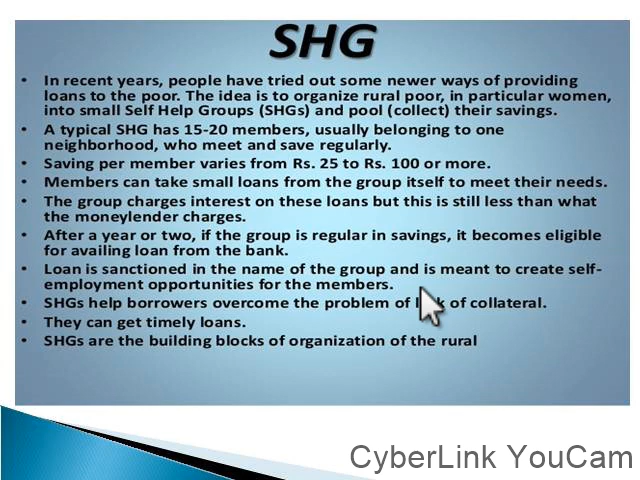 SHG
• In recent years, people have tried out some newer ways of providing
loans to the poor. The idea is to organize rural poor, in particular women,
into small Self Help Groups (SHGs) and pool (collect) their savings.
• A typical SHG has 15-20 members, usually belonging to one
neighborhood, who meet and save regularly.
• Saving per member varies from Rs. 25 to Rs. 100 or more.
• Members can take small loans from the group itself to meet their needs.
• The group charges interest on these loans but this is still less than what
the moneylender charges.
• After a year or two, if the group is regular in savings, it becomes eligible
for availing loan from the bank.
• Loan is sanctioned in the name of the group and is meant to create self-
employment opportunities for the members.
• SHGs help borrowers overcome the problem of lack of collateral.
• They can get timely loans.
• SHGs are the building blocks of organization of the rural
CyberLink YouCam